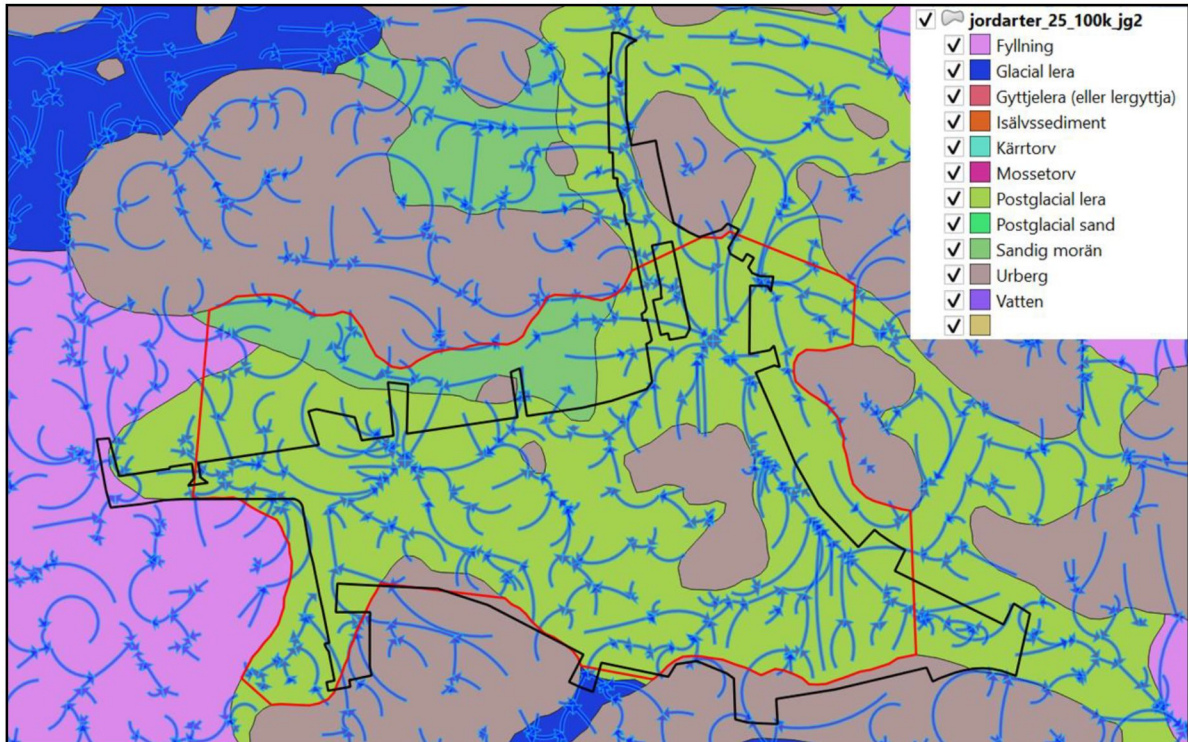 jordarter_25_100k_jg2
Fyllning
Glacial lera
Gyttjelera (eller lergyttja)
Isälvssediment
Kärrtorv
Mossetorv
Postglacial lera
Postglacial sand
Sandig morän
Urberg
Vatten